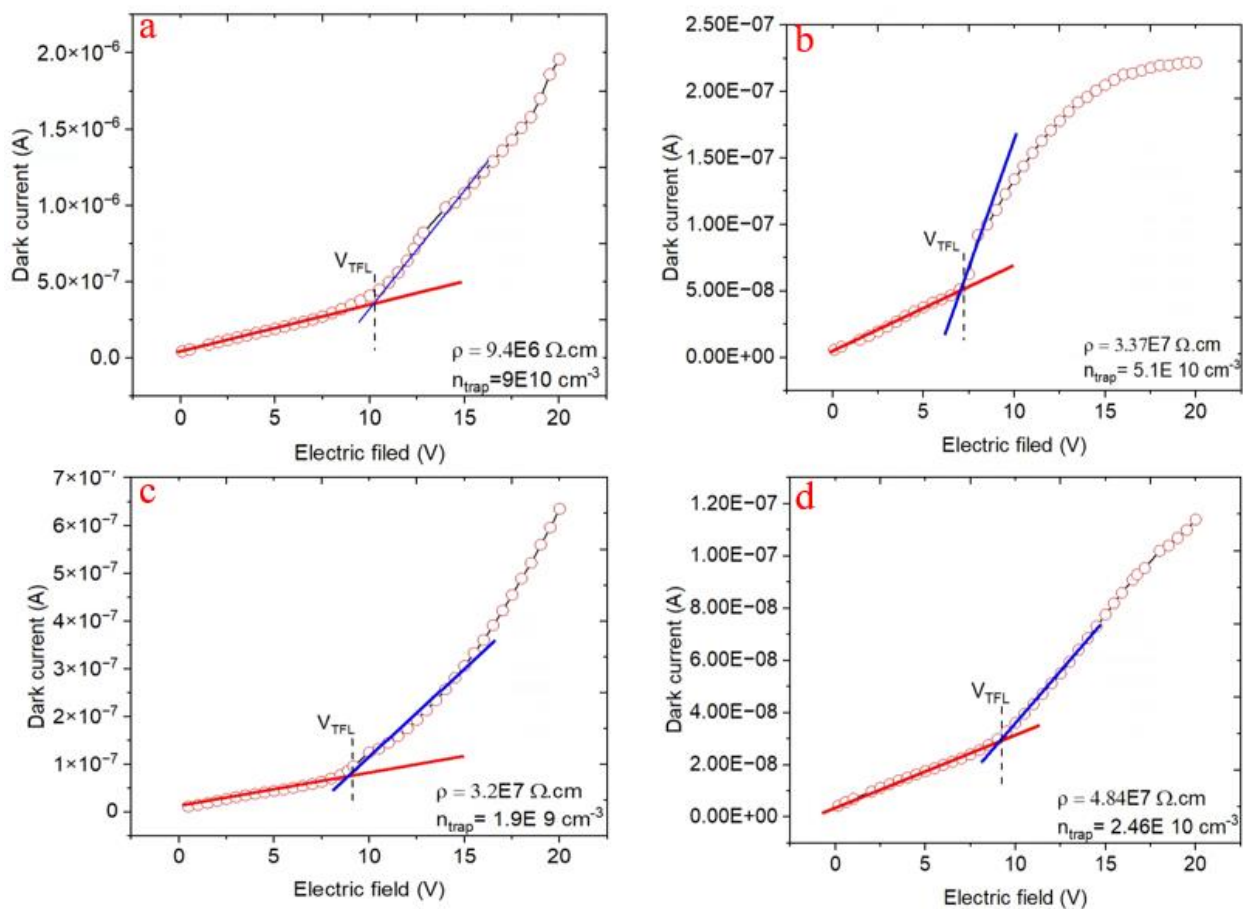 a
Dark current (A)
2.0×10⁻⁶
1.5×10⁻⁶
1.0×10⁻⁶
5.0×10⁻⁷
0.0
V_TFL
ρ = 9.4E6 Ω.cm
n_trap=9E10 cm⁻³
0 5 10 15 20
Electric filed (V)
b
Dark current (A)
2.50E−07
2.00E−07
1.50E−07
1.00E−07
5.00E−08
0.00E+00
V_TFL
ρ = 3.37E7 Ω.cm
n_trap= 5.1E 10 cm⁻³
0 5 10 15 20
Electric filed (V)
c
Dark current (A)
6×10⁻⁷
5×10⁻⁷
4×10⁻⁷
3×10⁻⁷
2×10⁻⁷
1×10⁻⁷
0
V_TFL
ρ = 3.2E7 Ω.cm
n_trap= 1.9E 9 cm⁻³
0 5 10 15 20
Electric field (V)
d
Dark current (A)
1.20E−07
1.00E−07
8.00E−08
6.00E−08
4.00E−08
2.00E−08
0.00E+00
V_TFL
ρ = 4.84E7 Ω.cm
n_trap= 2.46E 10 cm⁻³
0 5 10 15 20
Electric field (V)